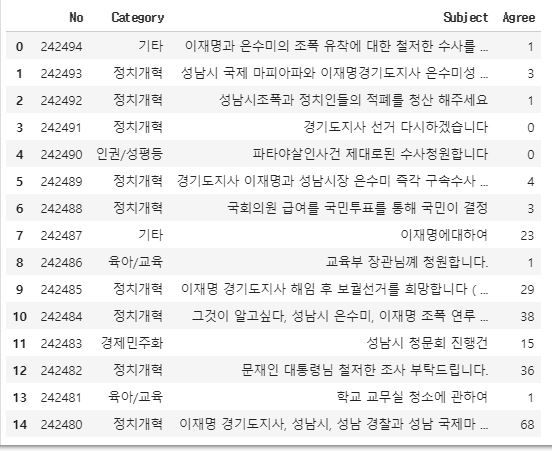 No Category Subject Agree
0 242494 기타 이재명과 은수미의 조폭 유착에 대한 철저한 수사를 ... 1
1 242493 정치개혁 성남시 국제 마피아파와 이재명경기도지사 은수미성 ... 3
2 242492 정치개혁 성남시조폭과 정치인들의 적폐를 청산 해주세요 1
3 242491 정치개혁 경기도지사 선거 다시하겠습니다 0
4 242490 인권/성평등 파타야살인사건 제대로된 수사청원합니다 0
5 242489 정치개혁 경기도지사 이재명과 성남시장 은수미 즉각 구속수사 ... 4
6 242488 정치개혁 국회의원 급여를 국민투표를 통해 국민이 결정 3
7 242487 기타 이재명에대하여 23
8 242486 육아/교육 교육부 장관님께 청원합니다. 1
9 242485 정치개혁 이재명 경기도지사 해임 후 보궐선거를 희망합니다 ( ... 29
10 242484 정치개혁 그것이 알고싶다, 성남시 은수미, 이재명 조폭 연루 ... 38
11 242483 경제민주화 성남시 청문회 진행건 15
12 242482 정치개혁 문재인 대통령님 철저한 조사 부탁드립니다. 36
13 242481 육아/교육 학교 교무실 청소에 관하여 1
14 242480 정치개혁 이재명 경기도지사, 성남시, 성남 경찰과 성남 국제마 ... 68